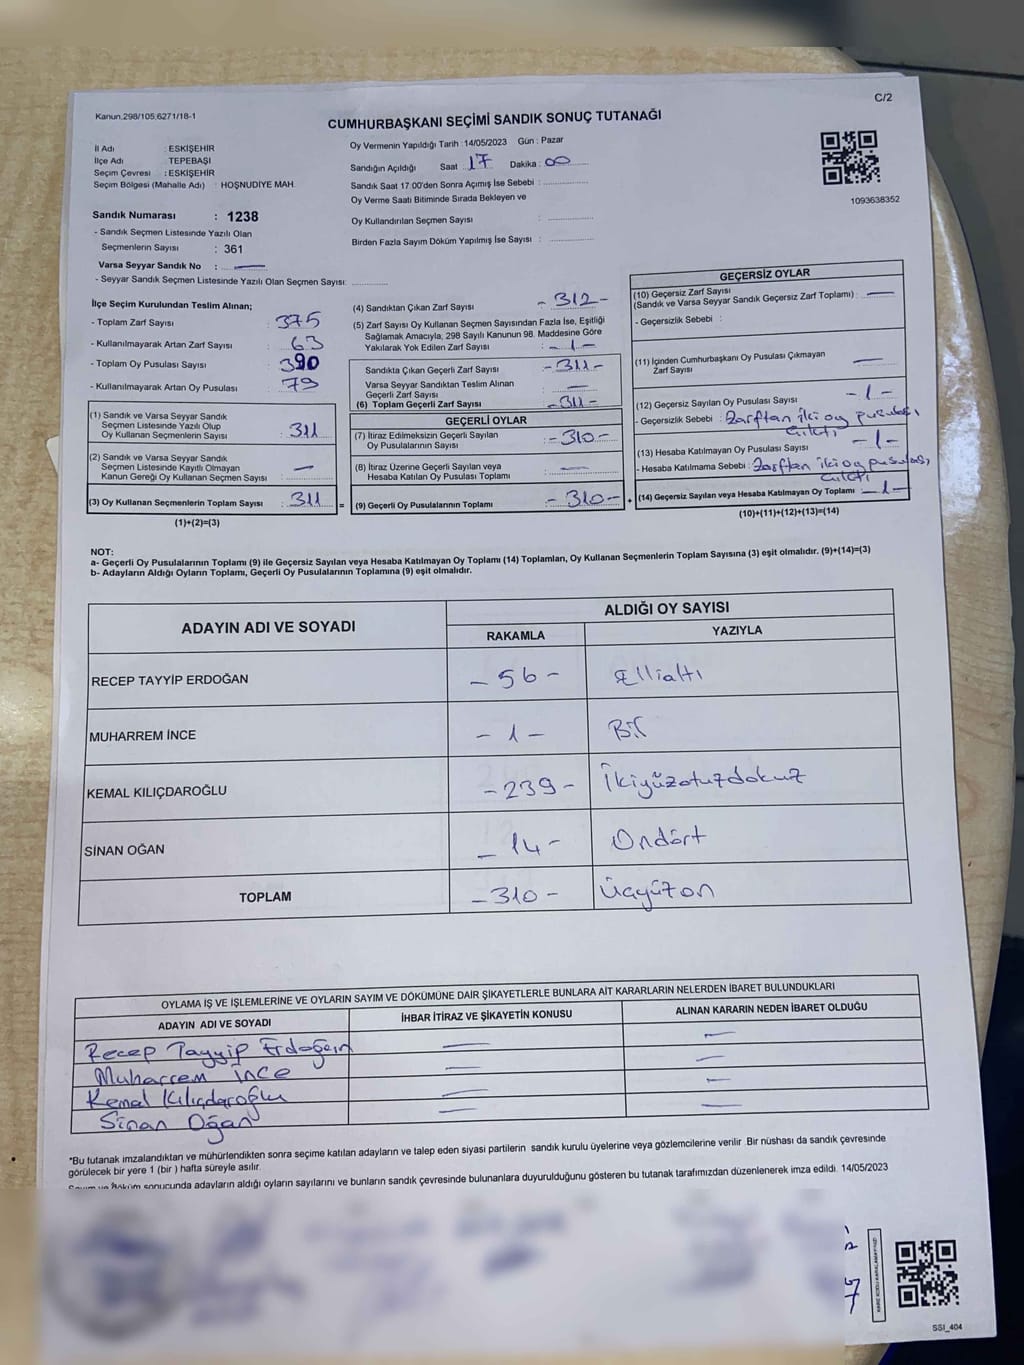 C/2
Kanun.298/105.6271/18-1
CUMHURBAŞKANI SEÇİMİ SANDIK SONUÇ TUTANAĞI
İl Adı : ESKİŞEHİR
İlçe Adı : TEPEBAŞI
Seçim Çevresi : ESKİŞEHİR
Seçim Bölgesi (Mahalle Adı) : HOŞNUDİYE MAH.
Oy Vermenin Yapıldığı Tarih :14/05/2023 Gün : Pazar
Sandığın Açıldığı Saat : 17 Dakika : 00
Sandık Saat 17:00'den Sonra Açımış İse Sebebi :
Oy Verme Saati Bitiminde Sırada Bekleyen ve
Oy Kullandırılan Seçmen Sayısı :
Birden Fazla Sayım Döküm Yapılmış İse Sayısı :
1093638352
Sandık Numarası : 1238
- Sandık Seçmen Listesinde Yazılı Olan
Seçmenlerin Sayısı : 361
Varsa Seyyar Sandık No : —
- Seyyar Sandık Seçmen Listesinde Yazılı Olan Seçmen Sayısı:
İlçe Seçim Kurulundan Teslim Alınan;
- Toplam Zarf Sayısı : 375
- Kullanılmayarak Artan Zarf Sayısı : 63
- Toplam Oy Pusulası Sayısı : 390
- Kullanılmayarak Artan Oy Pusulası : 79
(1) Sandık ve Varsa Seyyar Sandık
Seçmen Listesinde Yazılı Olup
Oy Kullanan Seçmenlerin Sayısı : 311
(2) Sandık ve Varsa Seyyar Sandık
Seçmen Listesinde Kayıtlı Olmayan
Kanun Gereği Oy Kullanan Seçmen Sayısı : —
(3) Oy Kullanan Seçmenlerin Toplam Sayısı : 311
(1)+(2)=(3)
(4) Sandıktan Çıkan Zarf Sayısı : - 312 -
(5) Zarf Sayısı Oy Kullanan Seçmen Sayısından Fazla İse, Eşitliği
Sağlamak Amacıyla, 298 Sayılı Kanunun 98. Maddesine Göre
Yakılarak Yok Edilen Zarf Sayısı : - 1 -
Sandıkta Çıkan Geçerli Zarf Sayısı : - 311 -
Varsa Seyyar Sandıktan Teslim Alınan
Geçerli Zarf Sayısı : —
(6) Toplam Geçerli Zarf Sayısı : - 311 -
GEÇERLİ OYLAR
(7) İtiraz Edilmeksizin Geçerli Sayılan
Oy Pusulalarının Sayısı : - 310 -
(8) İtiraz Üzerine Geçerli Sayılan veya
Hesaba Katılan Oy Pusulası Toplamı : —
= (9) Geçerli Oy Pusulalarının Toplamı : - 310 - +
GEÇERSİZ OYLAR
(10) Geçersiz Zarf Sayısı
(Sandık ve Varsa Seyyar Sandık Geçersiz Zarf Toplamı) : —
- Geçersizlik Sebebi :
(11) İçinden Cumhurbaşkanı Oy Pusulası Çıkmayan
Zarf Sayısı —
(12) Geçersiz Sayılan Oy Pusulası Sayısı - 1 -
- Geçersizlik Sebebi : Zarftan iki oy pusulası
çıktı
(13) Hesaba Katılmayan Oy Pusulası Sayısı - 1 -
- Hesaba Katılmama Sebebi : Zarftan iki oy pusulası,
çıktı
(14) Geçersiz Sayılan veya Hesaba Katılmayan Oy Toplamı - 1 -
(10)+(11)+(12)+(13)=(14)
NOT:
a- Geçerli Oy Pusulalarının Toplamı (9) ile Geçersiz Sayılan veya Hesaba Katılmayan Oy Toplamı (14) Toplamları, Oy Kullanan Seçmenlerin Toplam Sayısına (3) eşit olmalıdır. (9)+(14)=(3)
b- Adayların Aldığı Oyların Toplamı, Geçerli Oy Pusulalarının Toplamına (9) eşit olmalıdır.
ADAYIN ADI VE SOYADI ALDIĞI OY SAYISI
RAKAMLA YAZIYLA
RECEP TAYYİP ERDOĞAN - 56 - Ellialtı
MUHARREM İNCE - 1 - Bir
KEMAL KILIÇDAROĞLU - 239 - İkiyüzotuzdokuz
SİNAN OĞAN - 14 - Ondört
TOPLAM - 310 - Üçyüzon
OYLAMA İŞ VE İŞLEMLERİNE VE OYLARIN SAYIM VE DÖKÜMÜNE DAİR ŞİKAYETLERLE BUNLARA AİT KARARLARIN NELERDEN İBARET BULUNDUKLARI
ADAYIN ADI VE SOYADI İHBAR İTİRAZ VE ŞİKAYETİN KONUSU ALINAN KARARIN NEDEN İBARET OLDUĞU
Recep Tayyip Erdoğan — —
Muharrem İnce — —
Kemal Kılıçdaroğlu — —
Sinan Oğan — —
*Bu tutanak imzalandıktan ve mühürlendikten sonra seçime katılan adayların ve talep eden siyasi partilerin sandık kurulu üyelerine veya gözlemcilerine verilir. Bir nüshası da sandık çevresinde
görülecek bir yere 1 (bir ) hafta süreyle asılır.
Sayım ve döküm sonucunda adayların aldığı oyların sayılarını ve bunların sandık çevresinde bulunanlara duyurulduğunu gösteren bu tutanak tarafımızdan düzenlenerek imza edildi. 14/05/2023
SSI_404